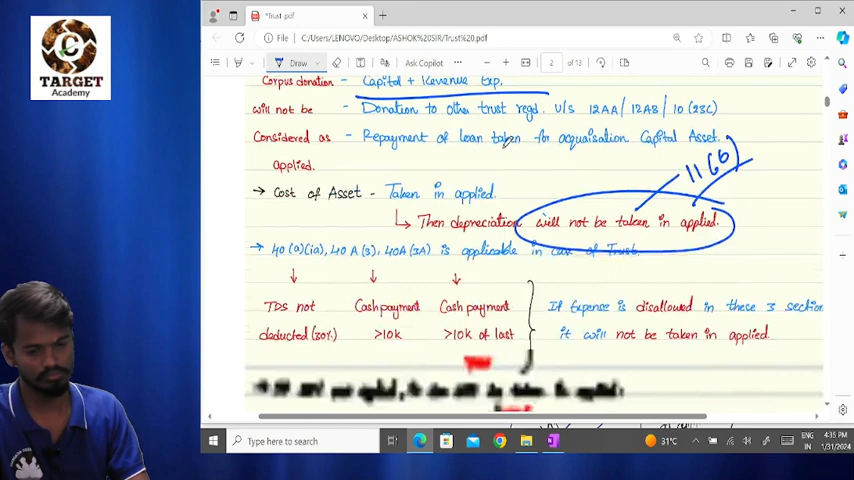 TARGET
Academy
*Trust.pdf
File
C:/Users/LENOVO/Desktop/ASHOK%20SIR/Trust%20.pdf
Draw
Ask Copilot
2
of 13
Corpus donation - Capital + Revenue Exp.
will not be - Donation to other trust regd. U/S 12AA/ 12AB/ 10(23C)
Considered as - Repayment of loan taken for acquaisation Capital Asset.
applied.
11(6)
→ Cost of Asset - Taken in applied.
Then depreciation will not be taken in applied.
→ 40(a)(ia), 40A(3), 40A(3A) is applicable in case of Trust.
TDS not Cash payment Cash payment If Expense is disallowed in these 3 section
deducted (30%) >10K >10K of last it will not be taken in applied.
Type here to search
31°C
ENG
IN
4:35 PM
1/31/2024